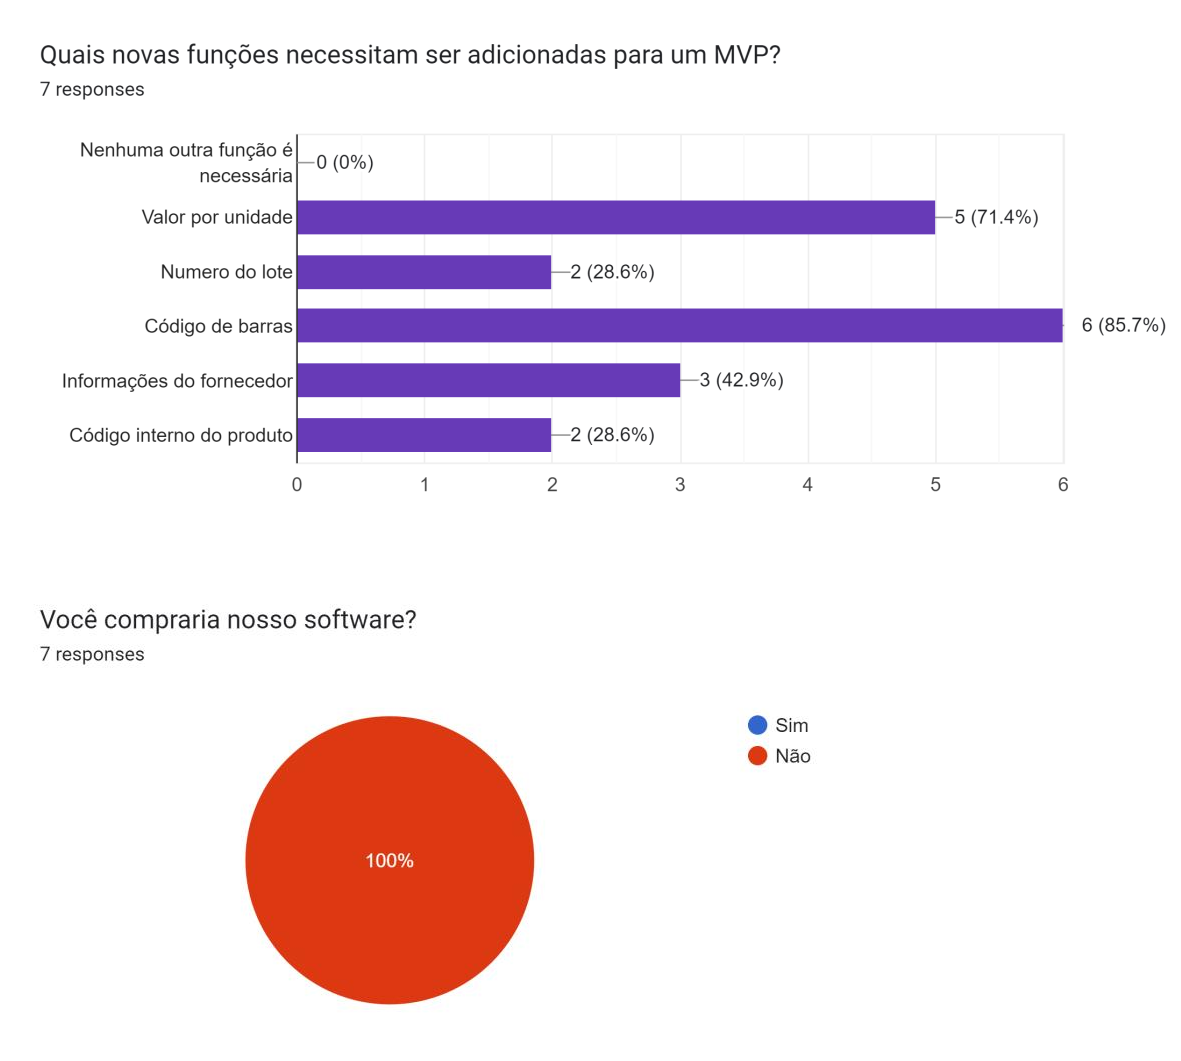 Quais novas funções necessitam ser adicionadas para um MVP?
7 responses
Nenhuma outra função é
necessária
0 (0%)
Valor por unidade
5 (71.4%)
Numero do lote
2 (28.6%)
Código de barras
6 (85.7%)
Informações do fornecedor
3 (42.9%)
Código interno do produto
2 (28.6%)
0 1 2 3 4 5 6
Você compraria nosso software?
7 responses
Sim
Não
100%